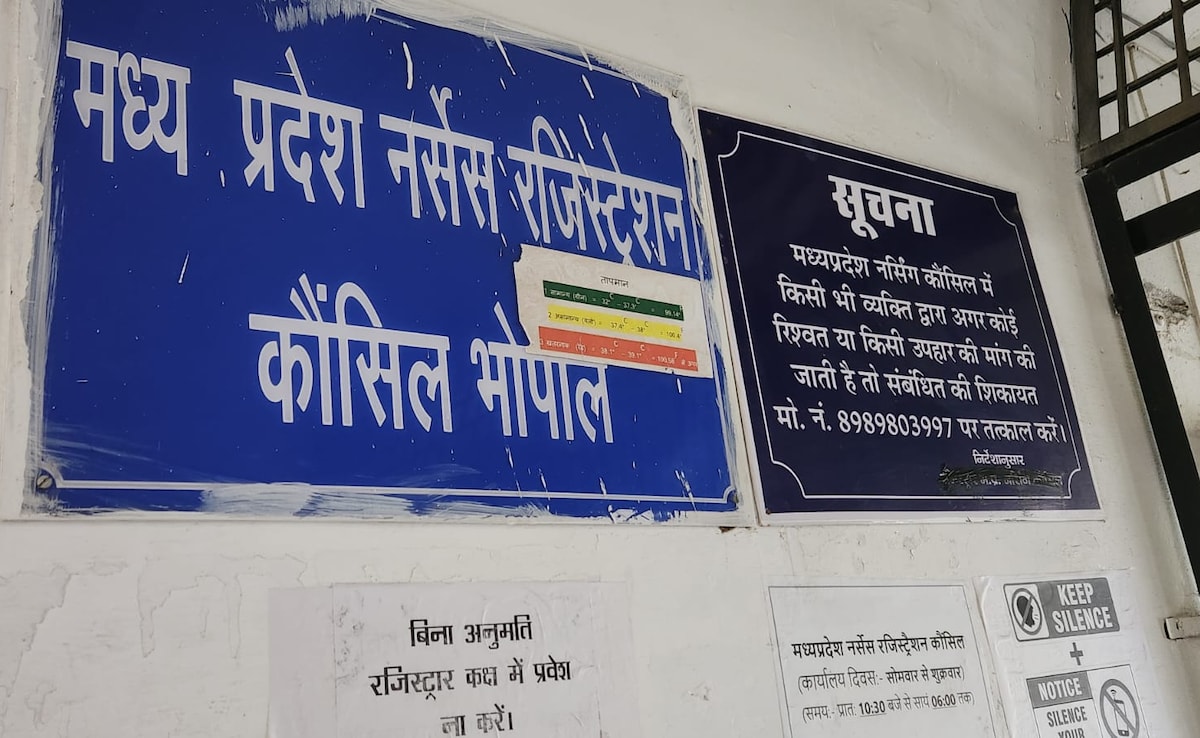 मध्य प्रदेश नर्सेस रजिस्ट्रेशन
कौंसिल भोपाल
तापमान
सूचना
मध्यप्रदेश नर्सिंग कौंसिल में
किसी भी व्यक्ति द्वारा अगर कोई
रिश्वत या किसी उपहार की मांग की
जाती है तो संबंधित की शिकायत
मो. नं. 8989803997 पर तत्काल करें।
निर्देशानुसार
बिना अनुमति
रजिस्ट्रार कक्ष में प्रवेश
ना करें।
मध्यप्रदेश नर्सेस रजिस्ट्रैशन कौंसिल
(कार्यालय दिवस:- सोमवार से शुक्रवार)
(समय:- प्रात: 10:30 बजे से सायं 06:00 तक)
KEEP
SILENCE
+
NOTICE
SILENCE
YOUR